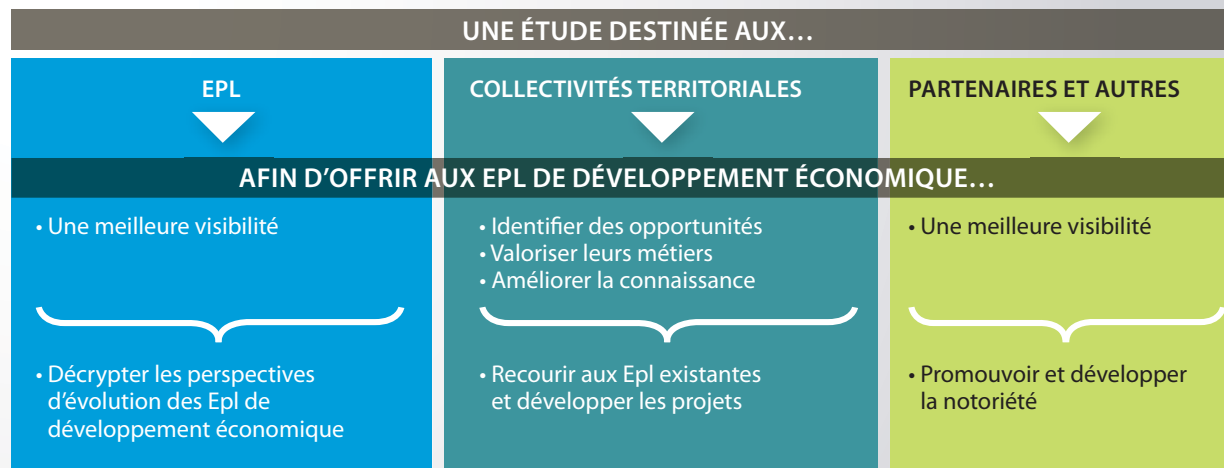 UNE ÉTUDE DESTINÉE AUX…
EPL
COLLECTIVITÉS TERRITORIALES
PARTENAIRES ET AUTRES
AFIN D’OFFRIR AUX EPL DE DÉVELOPPEMENT ÉCONOMIQUE…
• Une meilleure visibilité
• Décrypter les perspectives
d’évolution des Epl de
développement économique
• Identifier des opportunités
• Valoriser leurs métiers
• Améliorer la connaissance
• Recourir aux Epl existantes
et développer les projets
• Une meilleure visibilité
• Promouvoir et développer
la notoriété